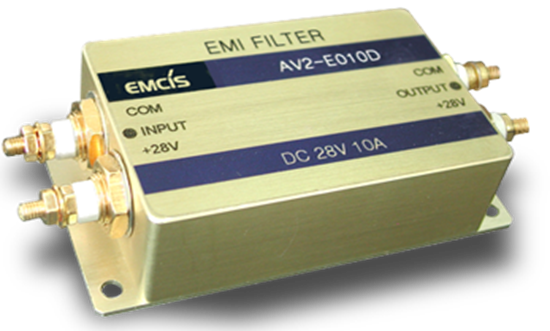 EMI FILTER
EMCIS AV2-E010D
COM COM
INPUT OUTPUT
+28V +28V
DC 28V 10A